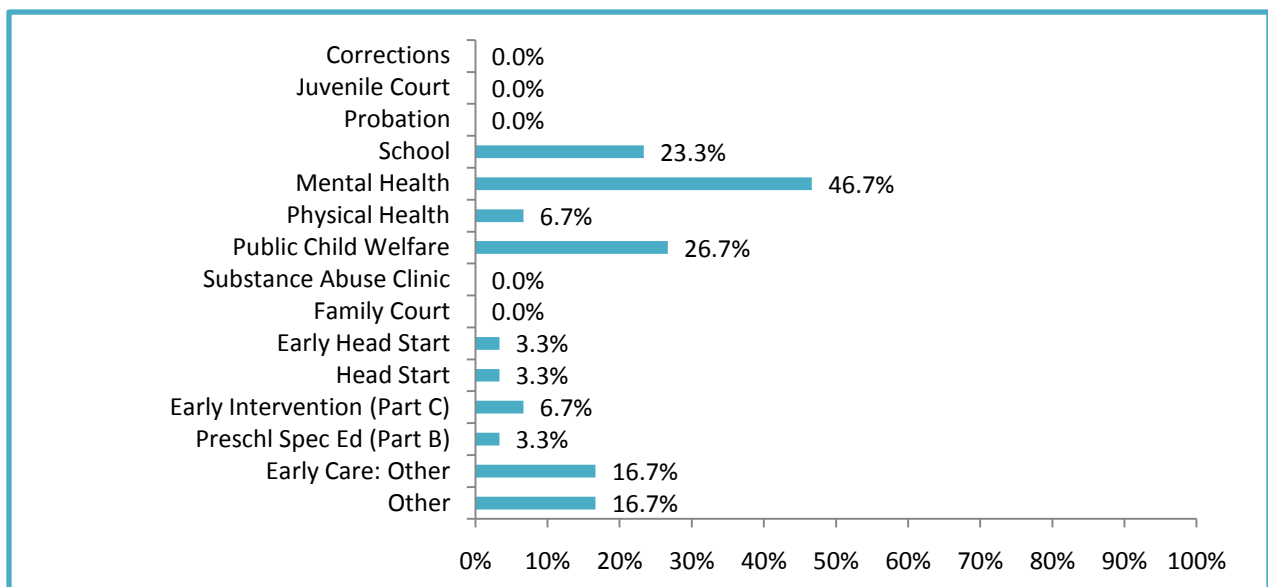 Corrections 0.0%
Juvenile Court 0.0%
Probation 0.0%
School 23.3%
Mental Health 46.7%
Physical Health 6.7%
Public Child Welfare 26.7%
Substance Abuse Clinic 0.0%
Family Court 0.0%
Early Head Start 3.3%
Head Start 3.3%
Early Intervention (Part C) 6.7%
Preschl Spec Ed (Part B) 3.3%
Early Care: Other 16.7%
Other 16.7%
0% 10% 20% 30% 40% 50% 60% 70% 80% 90% 100%